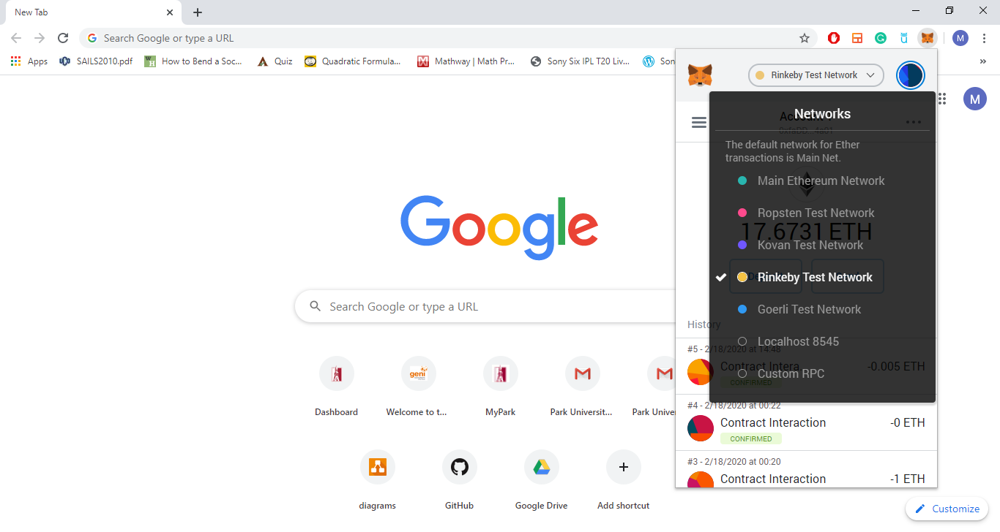 New Tab
Search Google or type a URL
M
Apps
SAILS2010.pdf
How to Bend a Soc...
Quiz
Quadratic Formula...
Mathway | Math Pr...
Sony Six IPL T20 Liv...
Son
»
Rinkeby Test Network
M
Networks
The default network for Ether
transactions is Main Net.
Main Ethereum Network
Ropsten Test Network
17.6731 ETH
Kovan Test Network
Rinkeby Test Network
Goerli Test Network
Localhost 8545
Custom RPC
History
#5 - 2/18/2020 at 14:48
Contract Intera
-0.005 ETH
CONFIRMED
#4 - 2/18/2020 at 00:22
Contract Interaction
-0 ETH
CONFIRMED
#3 - 2/18/2020 at 00:20
Contract Interaction
-1 ETH
Google
Search Google or type a URL
Dashboard
geni
Welcome to t...
MyPark
Park Universit...
Park Unive
diagrams
GitHub
Google Drive
Add shortcut
Customize